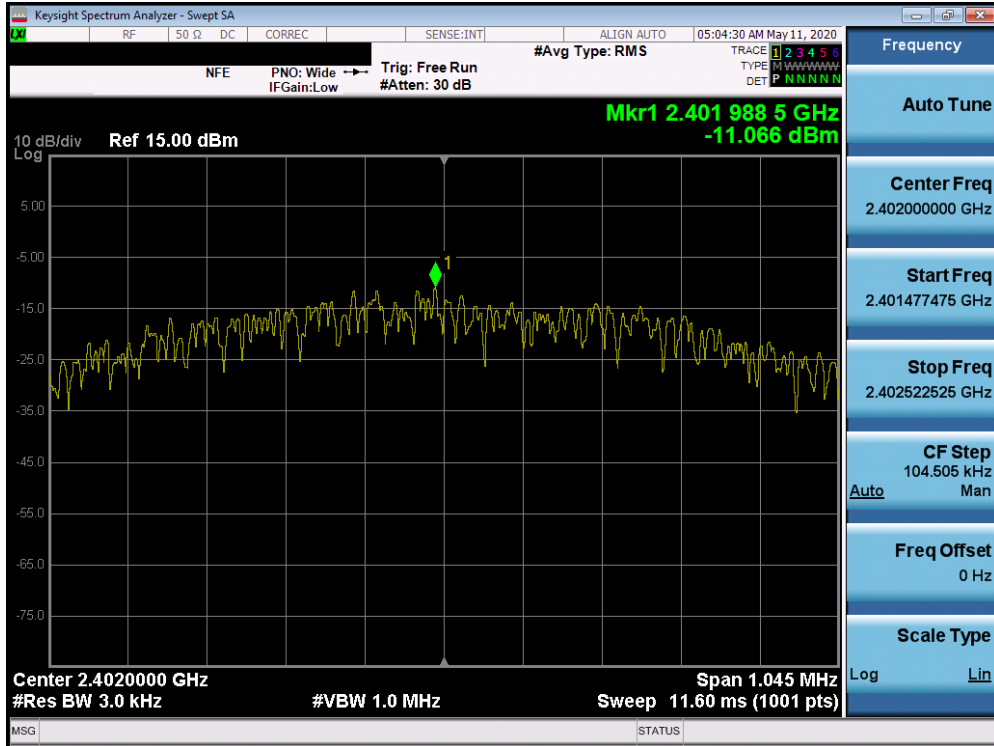 Keysight Spectrum Analyzer - Swept SA
LXI RF 50 Ω DC CORREC SENSE:INT ALIGN AUTO 05:04:30 AM May 11, 2020
NFE PNO: Wide IFGain:Low Trig: Free Run #Atten: 30 dB #Avg Type: RMS
TRACE 1 2 3 4 5 6
TYPE M WWWWW
DET P N N N N N
Mkr1 2.401 988 5 GHz
-11.066 dBm
10 dB/div Ref 15.00 dBm
Log
5.00
-5.00
1
-15.0
-25.0
-35.0
-45.0
-55.0
-65.0
-75.0
Center 2.4020000 GHz Span 1.045 MHz
#Res BW 3.0 kHz #VBW 1.0 MHz Sweep 11.60 ms (1001 pts)
MSG STATUS
Frequency
Auto Tune
Center Freq
2.402000000 GHz
Start Freq
2.401477475 GHz
Stop Freq
2.402522525 GHz
CF Step
104.505 kHz
Auto Man
Freq Offset
0 Hz
Scale Type
Log Lin